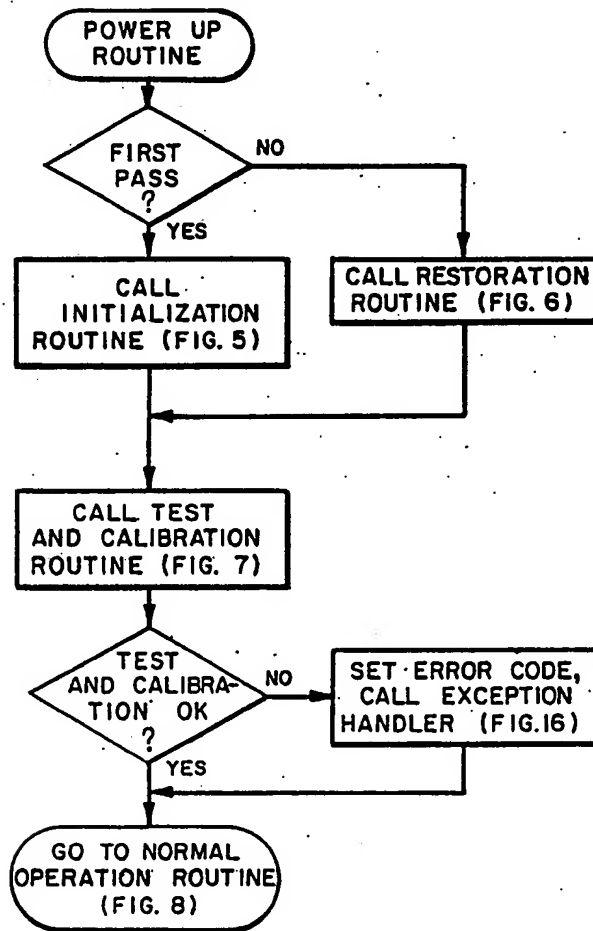 POWER UP
ROUTINE
FIRST
PASS
?
NO
YES
CALL
INITIALIZATION
ROUTINE (FIG. 5)
CALL RESTORATION
ROUTINE (FIG. 6)
CALL TEST
AND CALIBRATION
ROUTINE (FIG. 7)
TEST
AND CALIBRA-
TION OK
?
NO
YES
SET ERROR CODE,
CALL EXCEPTION
HANDLER (FIG.16)
GO TO NORMAL
OPERATION ROUTINE
(FIG. 8)